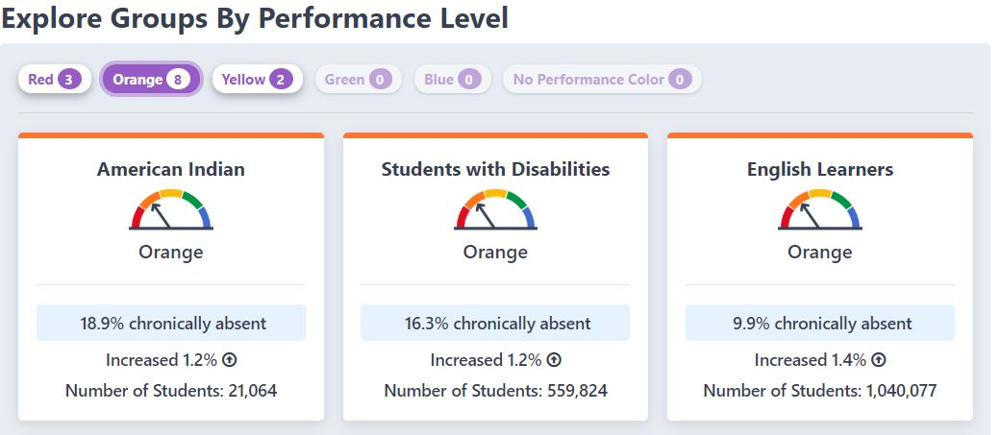 Explore Groups By Performance Level
Red 3 Orange 8 Yellow 2 Green 0 Blue 0 No Performance Color 0
American Indian
Orange
18.9% chronically absent
Increased 1.2%
Number of Students: 21,064
Students with Disabilities
Orange
16.3% chronically absent
Increased 1.2%
Number of Students: 559,824
English Learners
Orange
9.9% chronically absent
Increased 1.4%
Number of Students: 1,040,077